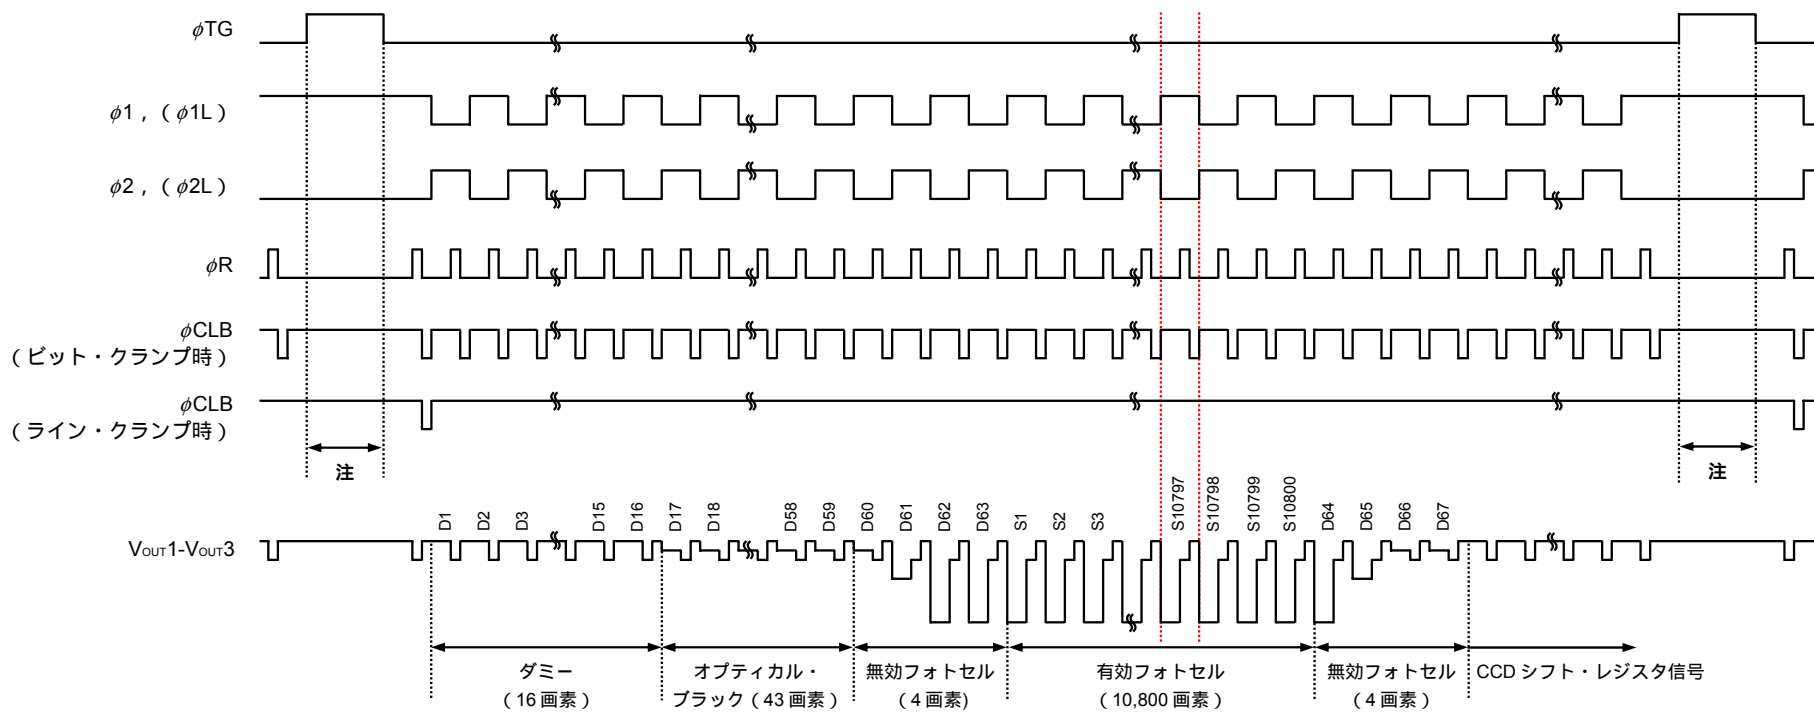 φTG
φ1，（φ1L）
φ2，（φ2L）
φR
φCLB
（ビット・クランプ時）
φCLB
（ライン・クランプ時）
注
注
VOUT1-VOUT3
D1
D2
D3
D15
D16
D17
D18
D58
D59
D60
D61
D62
D63
S1
S2
S3
S10797
S10798
S10799
S10800
D64
D65
D66
D67
ダミー
（16 画素）
オプティカル・
ブラック（43 画素）
無効フォトセル
（4 画素)
有効フォトセル
（10,800 画素）
無効フォトセル
（4 画素）
CCD シフト・レジスタ信号